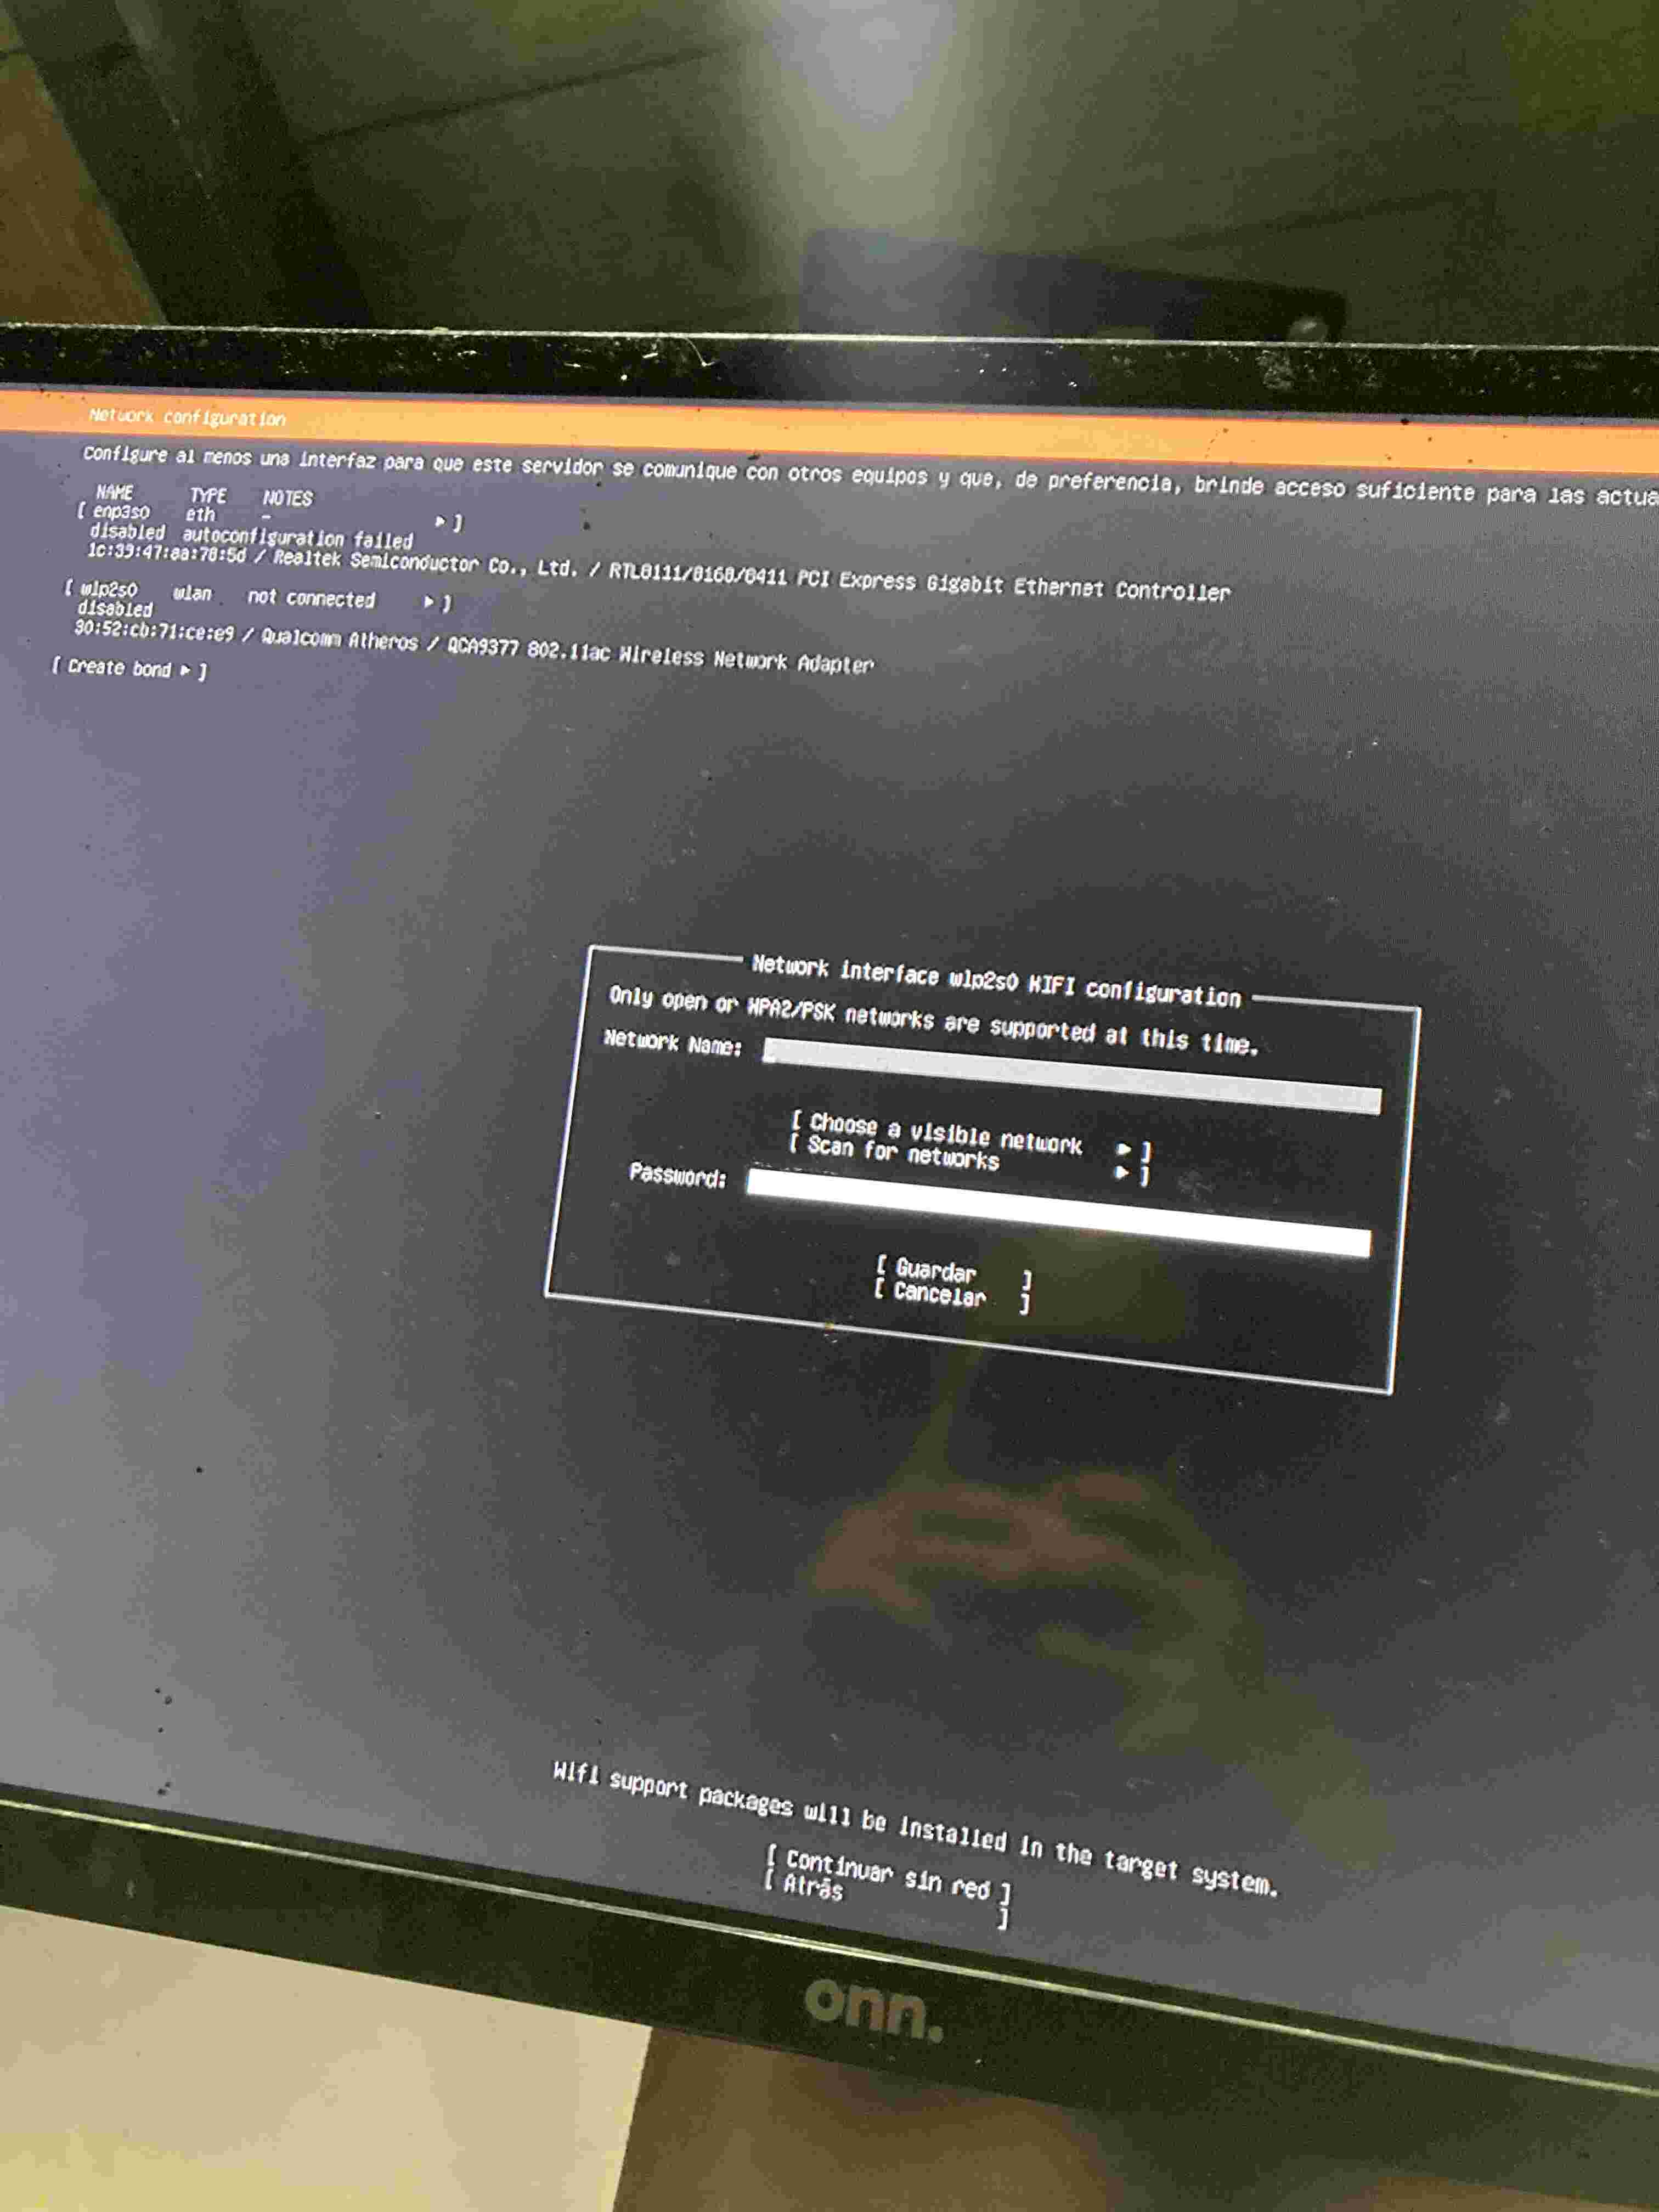 Network configuration
Configure al menos una interfaz para que este servidor se comunique con otros equipos y que, de preferencia, brinde acceso suficiente para las actua
NAME TYPE NOTES
[ enp3s0 eth - ▸ ]
disabled autoconfiguration failed
1c:39:47:aa:78:5d / Realtek Semiconductor Co., Ltd. / RTL8111/8168/8411 PCI Express Gigabit Ethernet Controller
[ wlp2s0 wlan not connected ▸ ]
disabled
30:52:cb:71:ce:e9 / Qualcomm Atheros / QCA9377 802.11ac Wireless Network Adapter
[ Create bond ▸ ]
Network interface wlp2s0 WIFI configuration
Only open or WPA2/PSK networks are supported at this time.
Network Name:
[ Choose a visible network ▸ ]
[ Scan for networks ▸ ]
Password:
[ Guardar ]
[ Cancelar ]
Wifi support packages will be installed in the target system.
[ Continuar sin red ]
[ Atrás ]
onn.